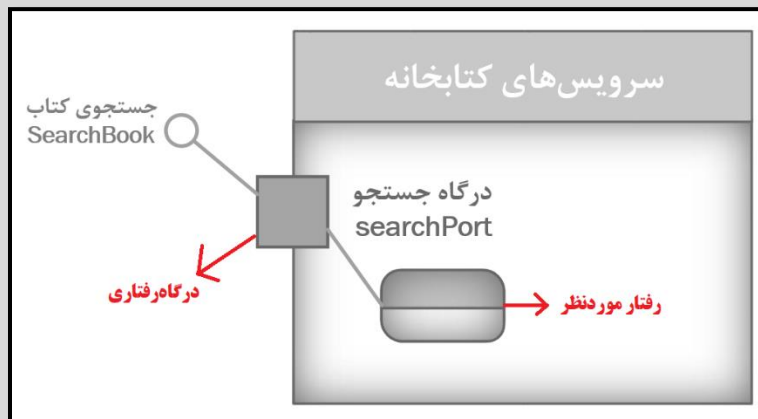 سرویس‌های کتابخانه
جستجوی کتاب
SearchBook
درگاه جستجو
searchPort
درگاه‌رفتاری
رفتار موردنظر